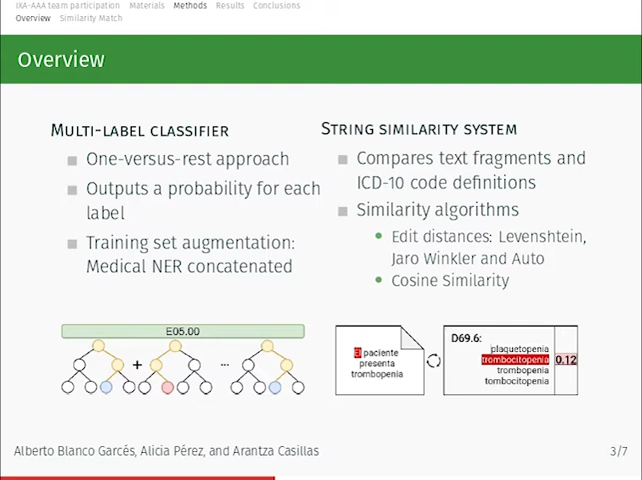 IXA-AAA team participation Materials Methods Results Conclusions
Overview Similarity Match
Overview
MULTI-LABEL CLASSIFIER
One-versus-rest approach
Outputs a probability for each
label
Training set augmentation:
Medical NER concatenated
STRING SIMILARITY SYSTEM
Compares text fragments and
ICD-10 code definitions
Similarity algorithms
Edit distances: Levenshtein,
Jaro Winkler and Auto
Cosine Similarity
E05.00
+ ...
El paciente
presenta
trombopenia
D69.6:
plaquetopenia
trombocitopenia 0.12
trombopenia
tombocitopenia
Alberto Blanco Garcés, Alicia Pérez, and Arantza Casillas
3/7